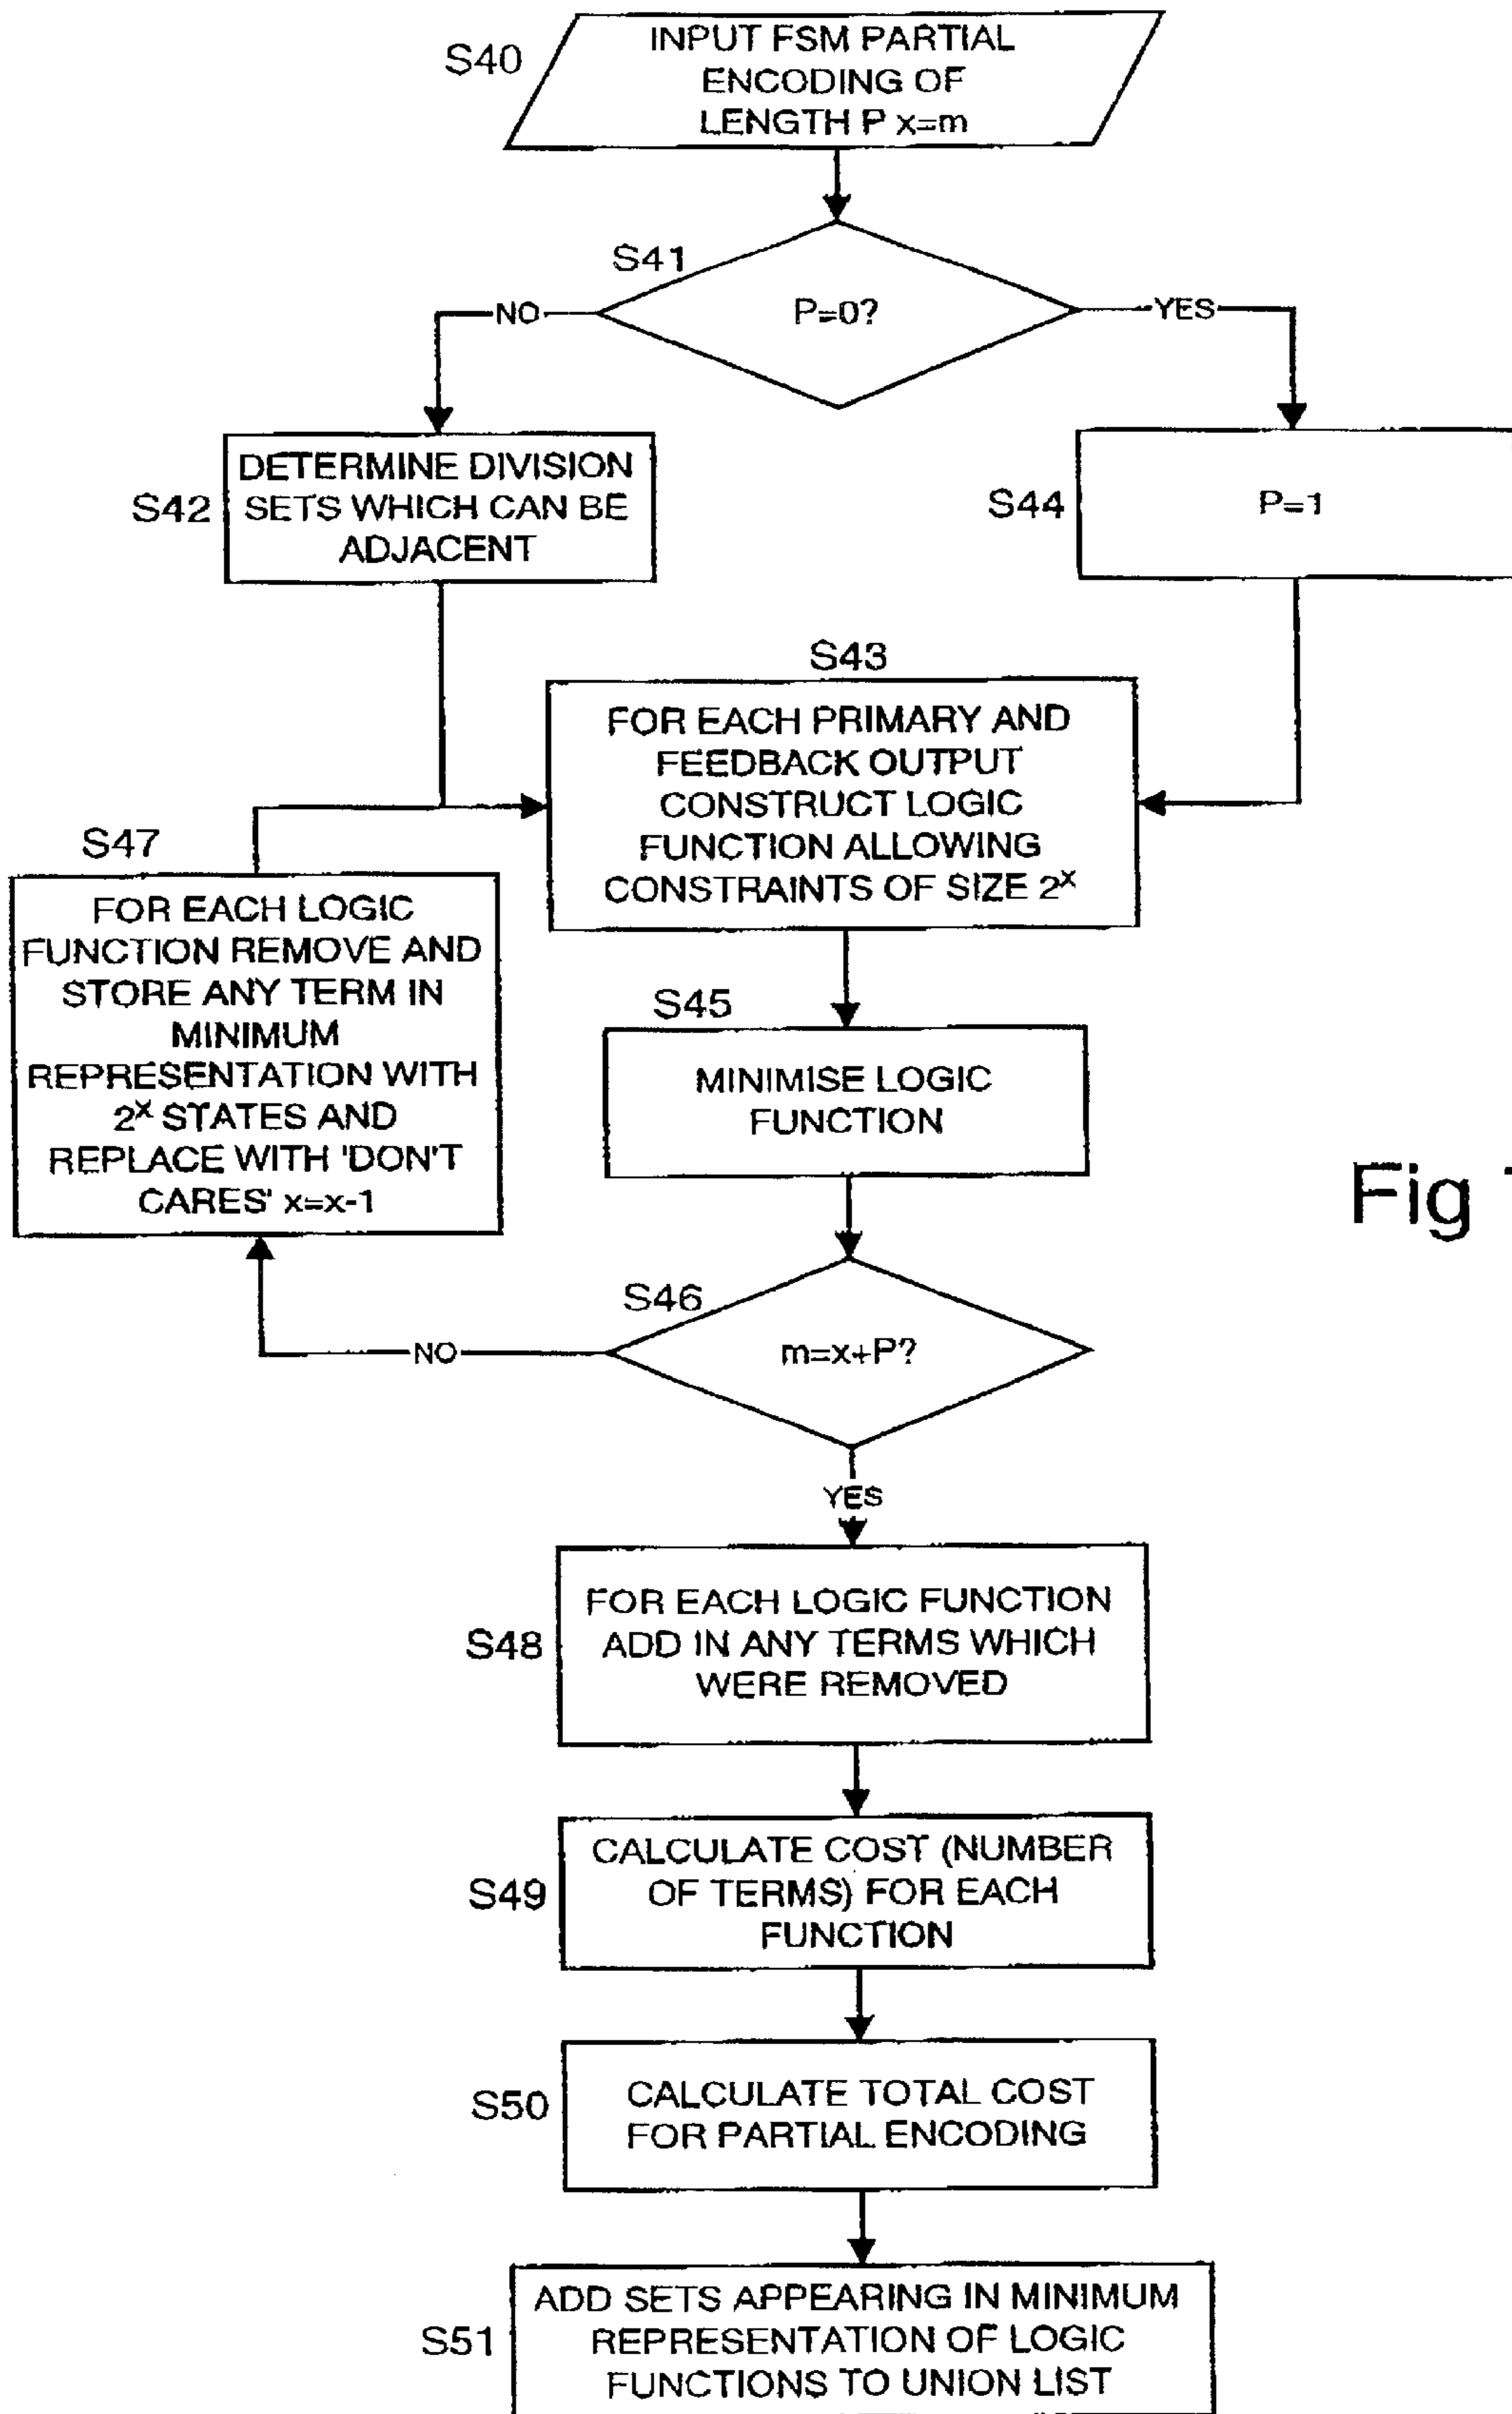 S40
INPUT FSM PARTIAL
ENCODING OF
LENGTH P x=m
S41
P=0?
NO
YES
S42
DETERMINE DIVISION
SETS WHICH CAN BE
ADJACENT
S44
P=1
S43
FOR EACH PRIMARY AND
FEEDBACK OUTPUT
CONSTRUCT LOGIC
FUNCTION ALLOWING
CONSTRAINTS OF SIZE 2^x
S47
FOR EACH LOGIC
FUNCTION REMOVE AND
STORE ANY TERM IN
MINIMUM
REPRESENTATION WITH
2^x STATES AND
REPLACE WITH 'DON'T
CARES' x=x-1
S45
MINIMISE LOGIC
FUNCTION
Fig
S46
m=x+P?
NO
YES
S48
FOR EACH LOGIC FUNCTION
ADD IN ANY TERMS WHICH
WERE REMOVED
S49
CALCULATE COST (NUMBER
OF TERMS) FOR EACH
FUNCTION
S50
CALCULATE TOTAL COST
FOR PARTIAL ENCODING
S51
ADD SETS APPEARING IN MINIMUM
REPRESENTATION OF LOGIC
FUNCTIONS TO UNION LIST